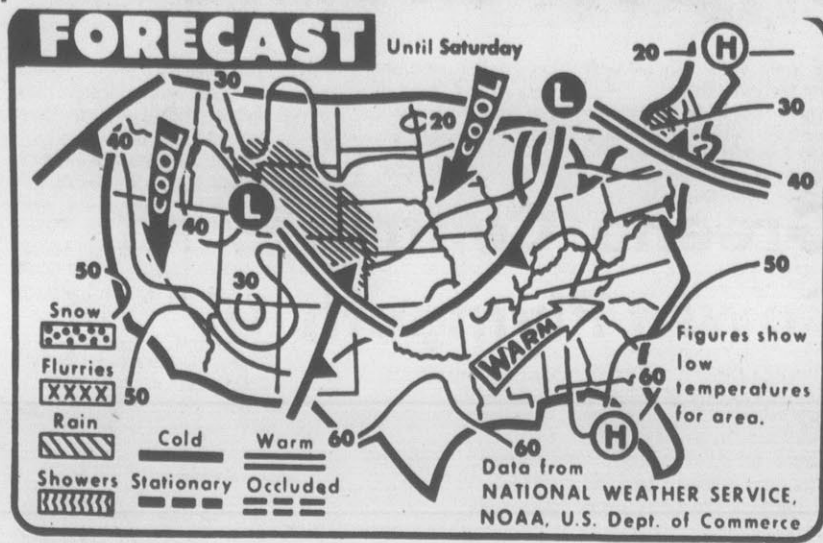 FORECAST
Until Saturday
20
H
30
L
COOL
20
30
40
COOL
40
L
40
50
30
50
50
WARM
60
H
60
60
Snow
Flurries
XXXX
Rain
Showers
Cold
Warm
Stationary
Occluded
Figures show
low
temperatures
for area.
Data from
NATIONAL WEATHER SERVICE,
NOAA, U.S. Dept. of Commerce